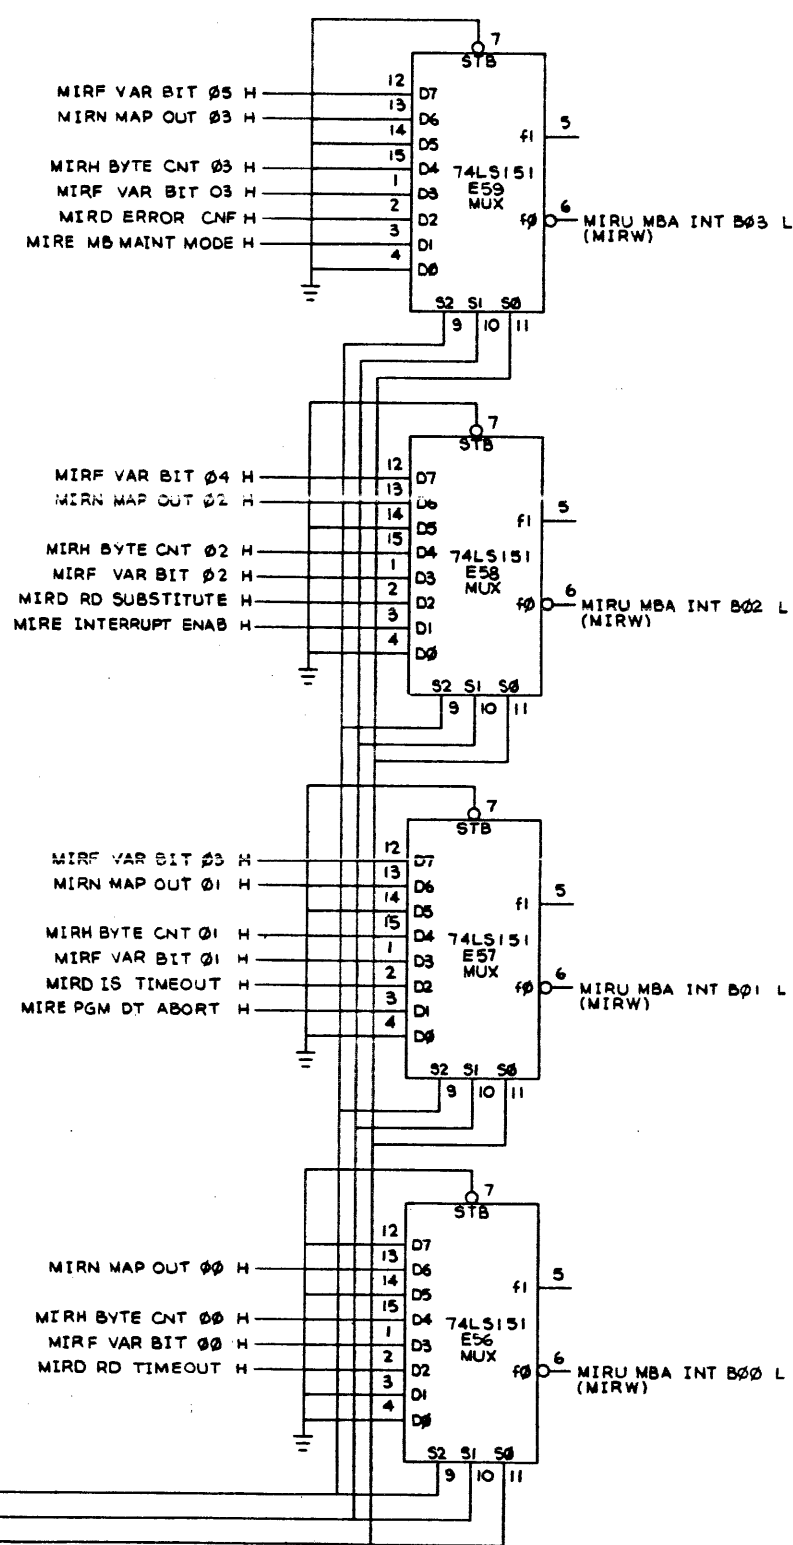 7
STB
MIRF VAR BIT Ø5 H 12 D7
MIRN MAP OUT Ø3 H 13 D6
14 D5
MIRH BYTE CNT Ø3 H 15 D4
MIRF VAR BIT O3 H 1 D3
MIRD ERROR CNF H 2 D2
MIRE MB MAINT MODE H 3 D1
4 DØ
74LS151
E59
MUX
f1 5
fØ 6 MIRU MBA INT BØ3 L
(MIRW)
S2 S1 SØ
9 10 11
7
STB
MIRF VAR BIT Ø4 H 12 D7
MIRN MAP OUT Ø2 H 13 D6
14 D5
MIRH BYTE CNT Ø2 H 15 D4
MIRF VAR BIT Ø2 H 1 D3
MIRD RD SUBSTITUTE H 2 D2
MIRE INTERRUPT ENAB H 3 D1
4 DØ
74LS151
E58
MUX
f1 5
fØ 6 MIRU MBA INT BØ2 L
(MIRW)
S2 S1 SØ
9 10 11
7
STB
MIRF VAR BIT Ø3 H 12 D7
MIRN MAP OUT Ø1 H 13 D6
14 D5
MIRH BYTE CNT Ø1 H 15 D4
MIRF VAR BIT Ø1 H 1 D3
MIRD IS TIMEOUT H 2 D2
MIRE PGM DT ABORT H 3 D1
4 DØ
74LS151
E57
MUX
f1 5
fØ 6 MIRU MBA INT BØ1 L
(MIRW)
S2 S1 SØ
9 10 11
7
STB
12 D7
MIRN MAP OUT ØØ H 13 D6
14 D5
MIRH BYTE CNT ØØ H 15 D4
MIRF VAR BIT ØØ H 1 D3
MIRD RD TIMEOUT H 2 D2
3 D1
4 DØ
74LS151
E56
MUX
f1 5
fØ 6 MIRU MBA INT BØØ L
(MIRW)
S2 S1 SØ
9 10 11